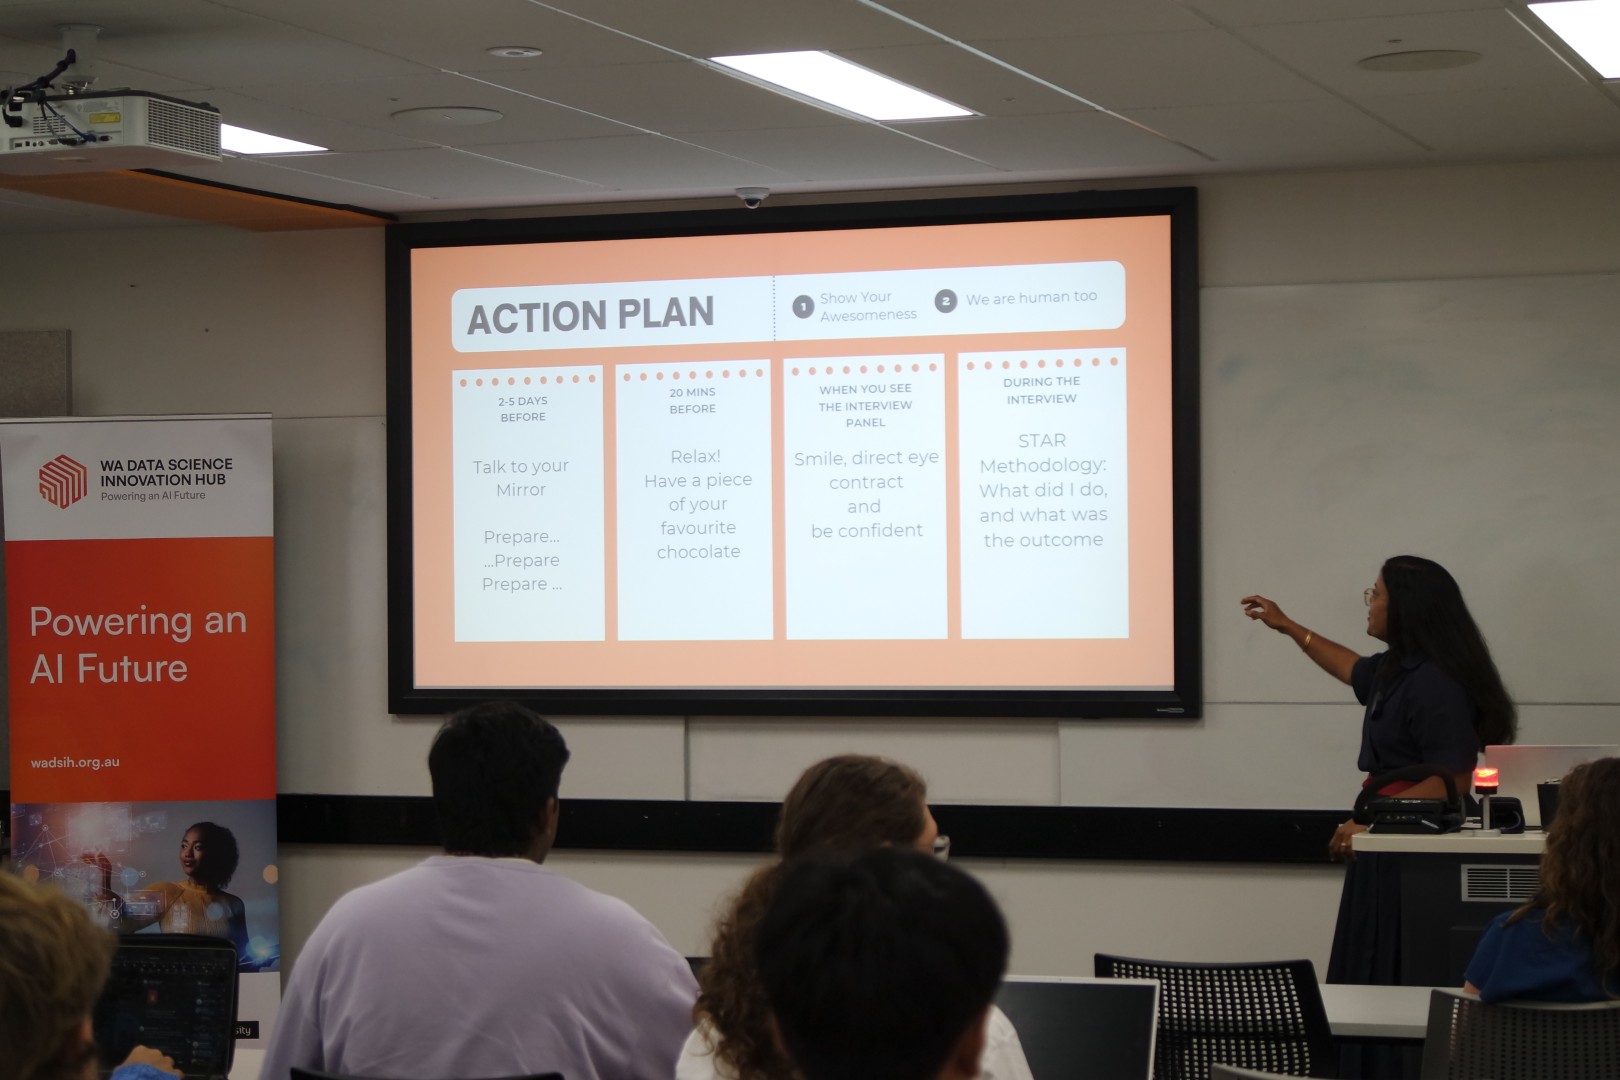 ACTION PLAN
1
Show Your
Awesomeness
2
We are human too
2-5 DAYS
BEFORE
Talk to your
Mirror
Prepare...
...Prepare
Prepare ...
20 MINS
BEFORE
Relax!
Have a piece
of your
favourite
chocolate
WHEN YOU SEE
THE INTERVIEW
PANEL
Smile, direct eye
contract
and
be confident
DURING THE
INTERVIEW
STAR
Methodology:
What did I do,
and what was
the outcome
WA DATA SCIENCE
INNOVATION HUB
Powering an AI Future
Powering an
AI Future
wadsih.org.au